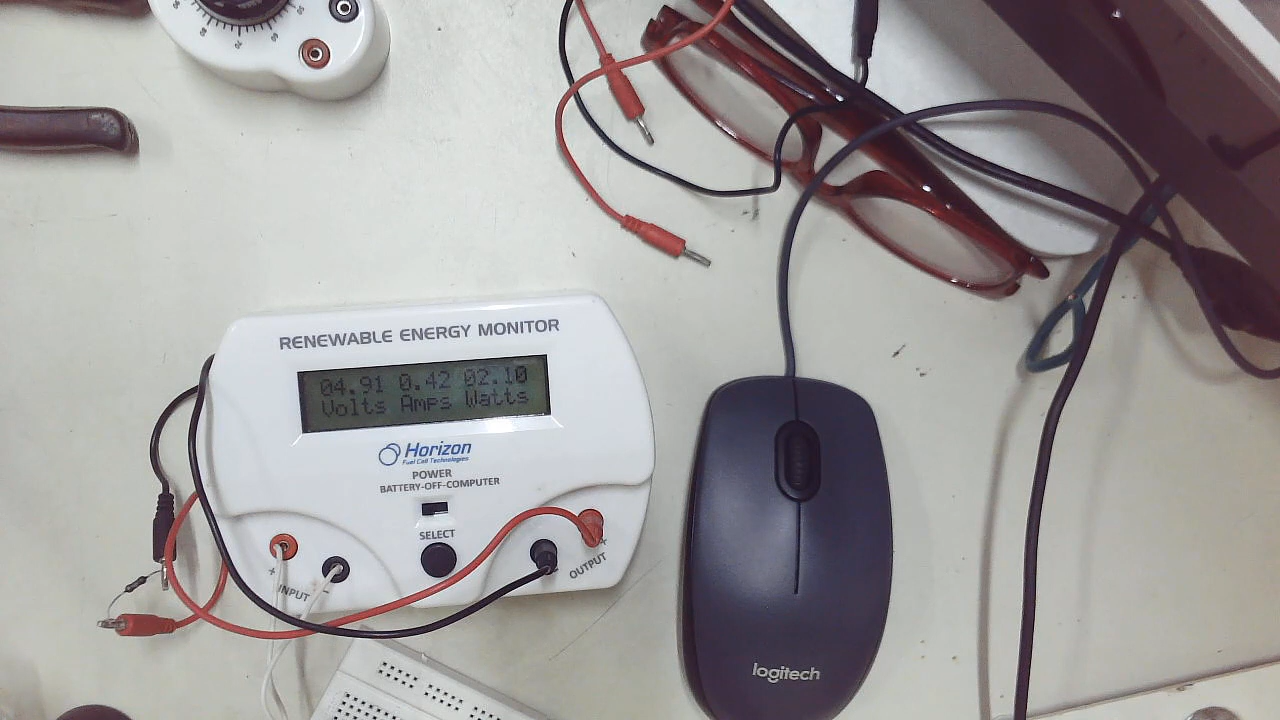 RENEWABLE ENERGY MONITOR
04.91 0.42 02.10
Volts Amps Watts
Horizon
Fuel Cell Technologies
POWER
BATTERY-OFF-COMPUTER
SELECT
+
-
INPUT
+
-
OUTPUT
logitech